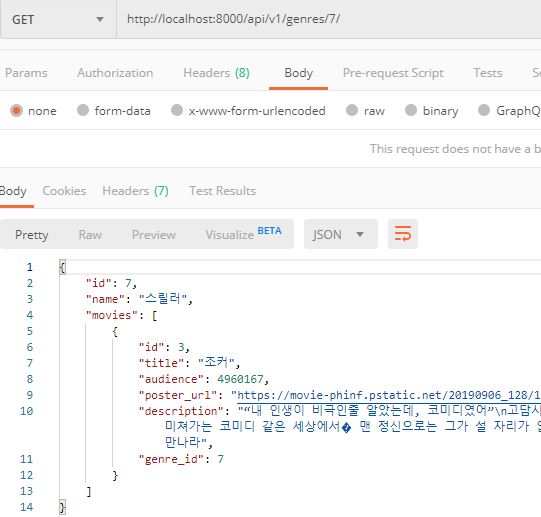 GET http://localhost:8000/api/v1/genres/7/
Params Authorization Headers (8) Body Pre-request Script Tests
none form-data x-www-form-urlencoded raw binary GraphQ
This request does not have a b
Body Cookies Headers (7) Test Results
Pretty Raw Preview Visualize BETA JSON
1 {
2 "id": 7,
3 "name": "스릴러",
4 "movies": [
5 {
6 "id": 3,
7 "title": "조커",
8 "audience": 4960167,
9 "poster_url": "https://movie-phinf.pstatic.net/20190906_128/1
10 "description": "“내 인생이 비극인줄 알았는데, 코미디였어”\n고담시
미쳐가는 코미디 같은 세상에서� 맨 정신으로는 그가 설 자리가
만나라",
11 "genre_id": 7
12 }
13 ]
14 }